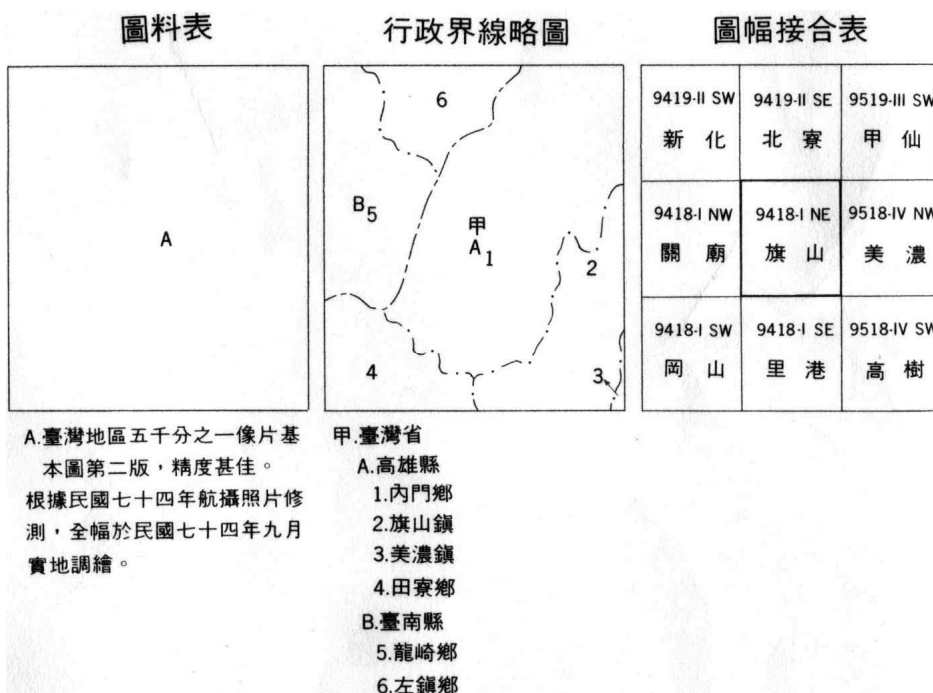 圖料表
A
A.臺灣地區五千分之一像片基
本圖第二版,精度甚佳。
根據民國七十四年航攝照片修
測,全幅於民國七十四年九月
實地調繪。
行政界線略圖
6
B5
甲
A1
2
4
3
甲.臺灣省
A.高雄縣
1.內門鄉
2.旗山鎮
3.美濃鎮
4.田寮鄉
B.臺南縣
5.龍崎鄉
6.左鎮鄉
圖幅接合表
9419-II SW 9419-II SE 9519-III SW
新化 北寮 甲仙
9418-I NW 9418-I NE 9518-IV NW
關廟 旗山 美濃
9418-I SW 9418-I SE 9518-IV SW
岡山 里港 高樹